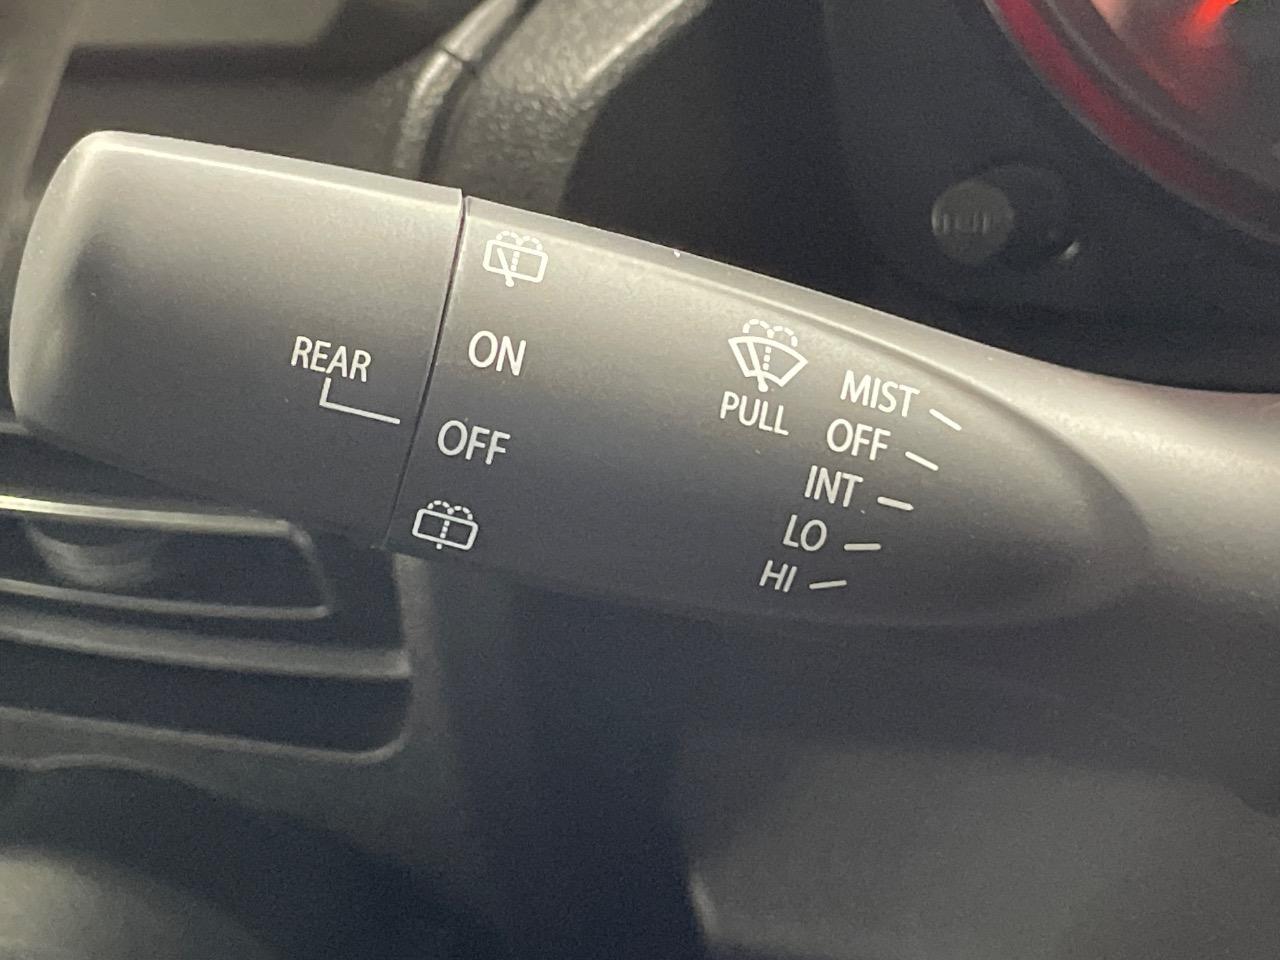 REAR
ON
OFF
PULL
MIST
OFF
INT
LO
HI